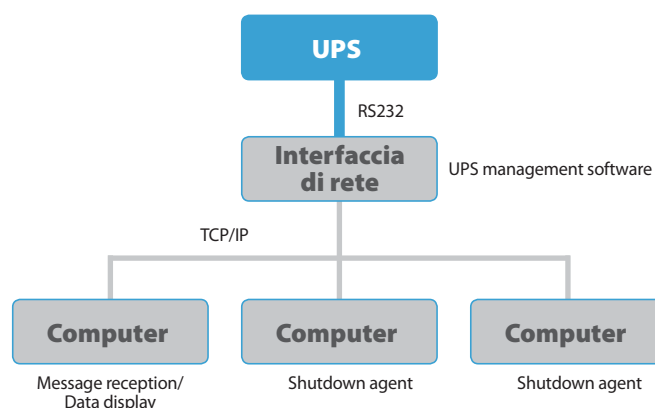 UPS
RS232
Interfaccia
di rete
UPS management software
TCP/IP
Computer
Computer
Computer
Message reception/
Data display
Shutdown agent
Shutdown agent